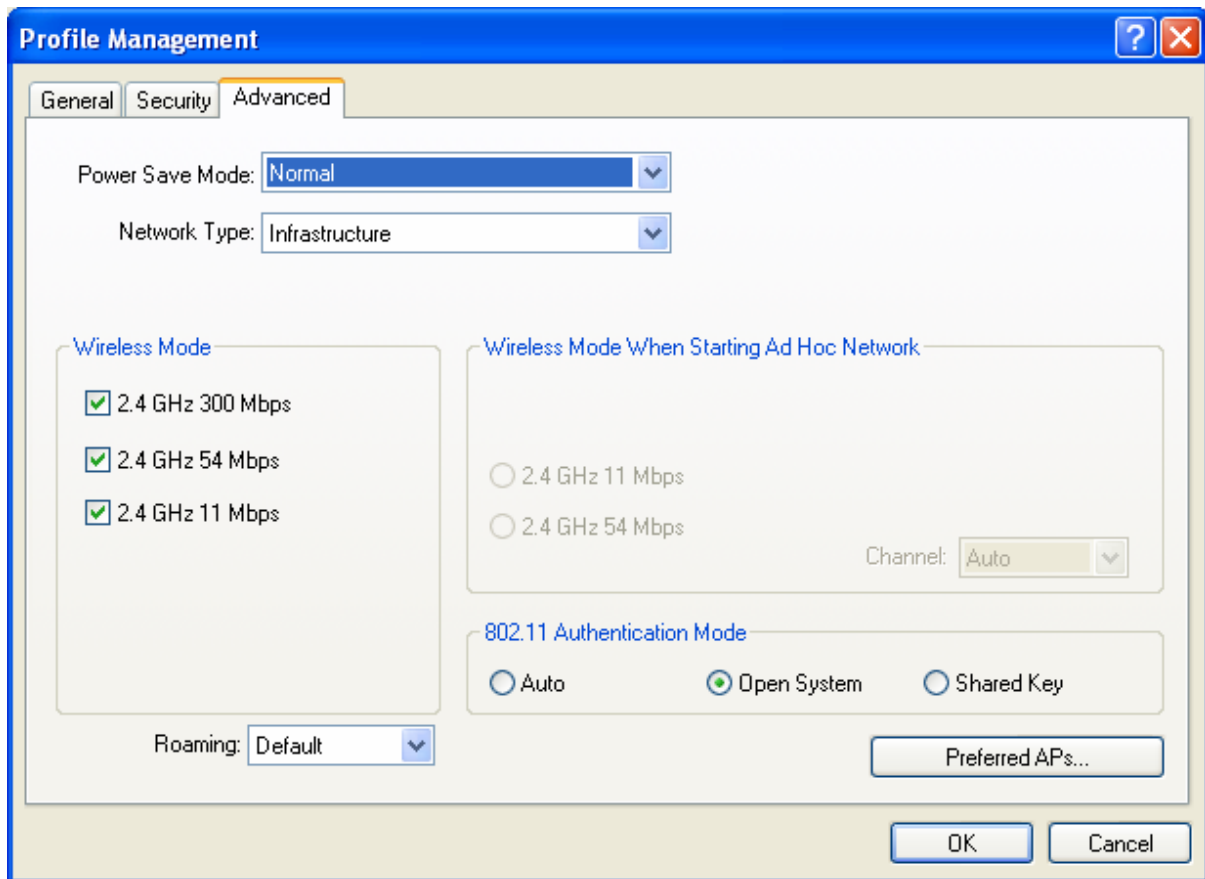 Profile Management
General Security Advanced
Power Save Mode: Normal
Network Type: Infrastructure
Wireless Mode
2.4 GHz 300 Mbps
2.4 GHz 54 Mbps
2.4 GHz 11 Mbps
Wireless Mode When Starting Ad Hoc Network
2.4 GHz 11 Mbps
2.4 GHz 54 Mbps
Channel: Auto
802.11 Authentication Mode
Auto Open System Shared Key
Roaming: Default
Preferred APs...
OK Cancel